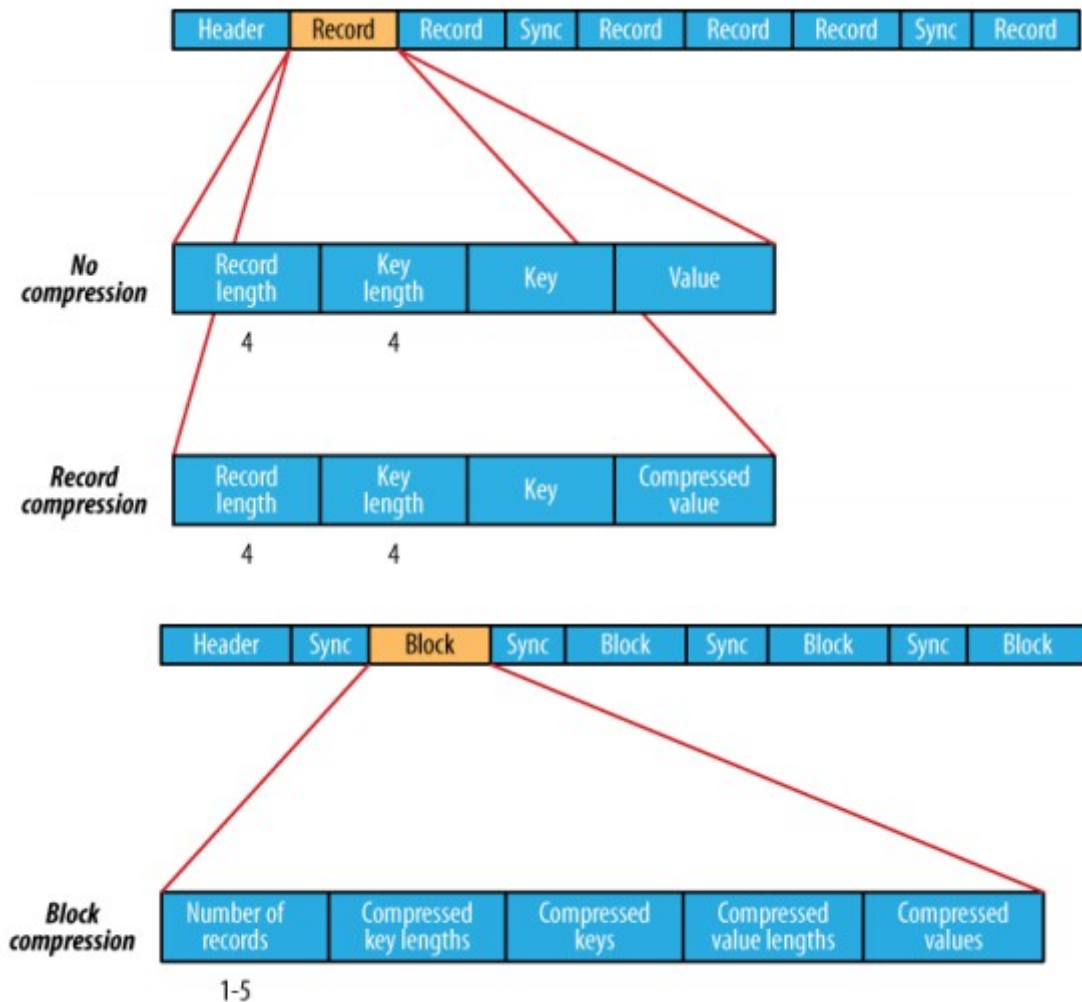 Header Record Record Sync Record Record Record Sync Record
No
compression
Record
length
Key
length
Key
Value
4 4
Record
compression
Record
length
Key
length
Key
Compressed
value
4 4
Header Sync Block Sync Block Sync Block Sync Block
Block
compression
Number of
records
Compressed
key lengths
Compressed
keys
Compressed
value lengths
Compressed
values
1-5